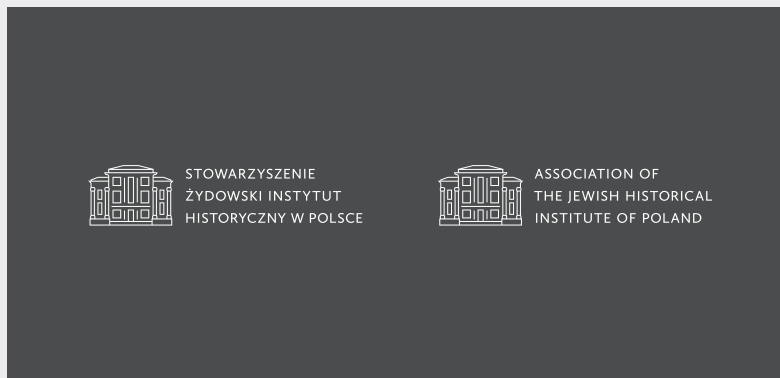 STOWARZYSZENIE
ŻYDOWSKI INSTYTUT
HISTORYCZNY W POLSCE
ASSOCIATION OF
THE JEWISH HISTORICAL
INSTITUTE OF POLAND